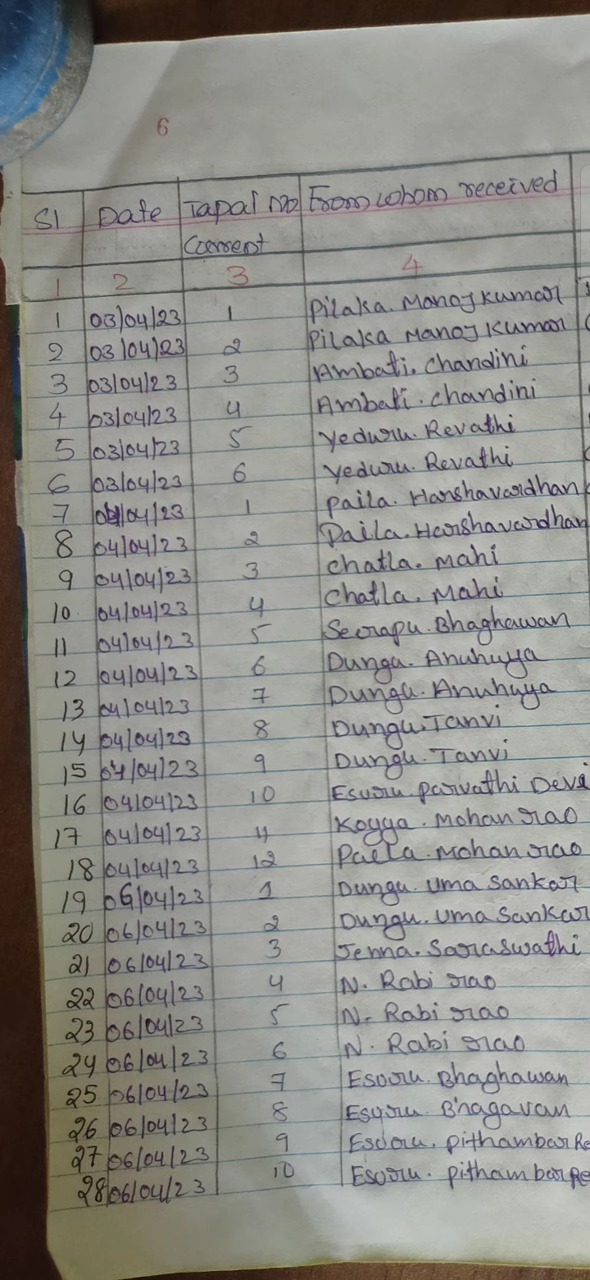 6
Sl Date Tapal No From whom received
Current
1 2 3 4
1 03/04/23 1 Pilaka. Manoj Kumar
2 03/04/23 2 Pilaka Manoj Kumar
3 03/04/23 3 Ambati. Chandini
4 03/04/23 4 Ambati. Chandini
5 03/04/23 5 Yeduru. Revathi
6 03/04/23 6 Yeduru. Revathi
7 04/04/23 1 Paila. Harshavardhan
8 04/04/23 2 Paila. Harshavardhan
9 04/04/23 3 Chatla. Mahi
10 04/04/23 4 Chatla. Mahi
11 04/04/23 5 Seerapu. Bhaghawan
12 04/04/23 6 Dungu. Anuhuya
13 04/04/23 7 Dungu. Anuhuya
14 04/04/23 8 Dungu. Tanvi
15 04/04/23 9 Dungu. Tanvi
16 04/04/23 10 Esuru parvathi Devi
17 04/04/23 11 Koyya. Mohan rao
18 04/04/23 12 Paila. Mohan rao
19 06/04/23 1 Dungu. Uma Sankar
20 06/04/23 2 Dungu. Uma Sankar
21 06/04/23 3 Jenna. Saraswathi
22 06/04/23 4 N. Rabi rao
23 06/04/23 5 N. Rabi rao
24 06/04/23 6 N. Rabi rao
25 06/04/23 7 Esuru. Bhaghawan
26 06/04/23 8 Esuru. Bhagavan
27 06/04/23 9 Esuru. pithambar Re
28 06/04/23 10 Esuru. pithambar Re